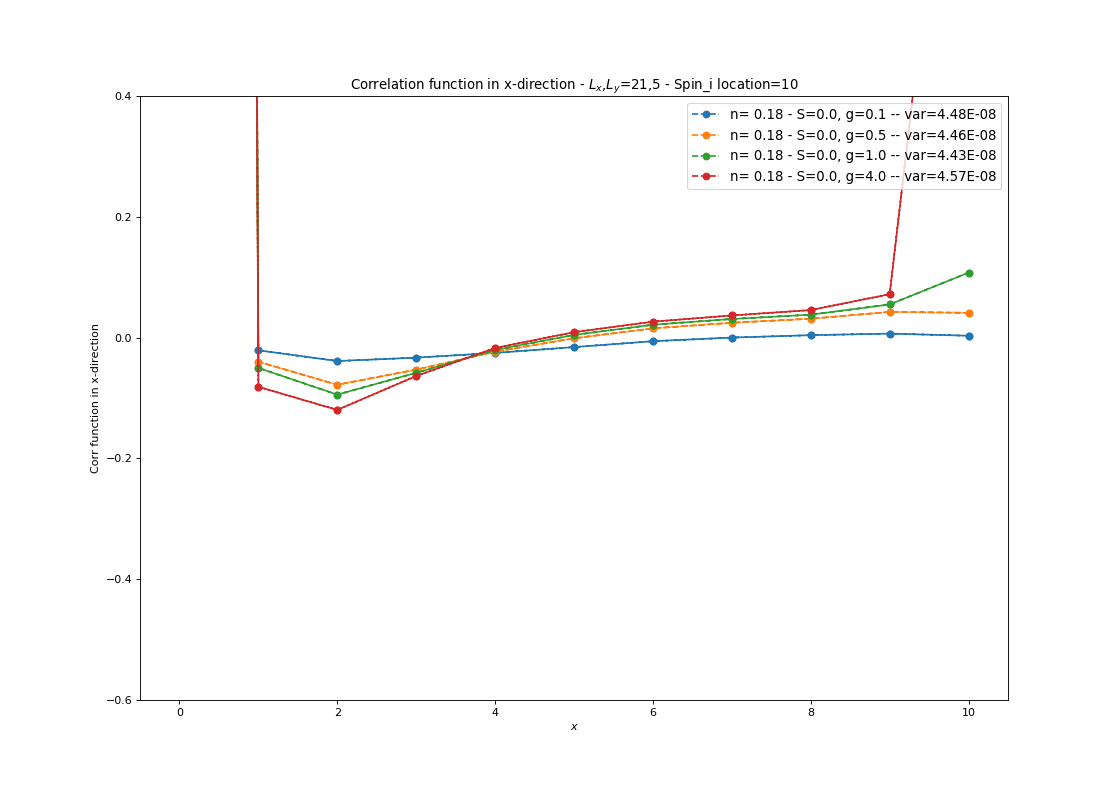 Correlation function in x-direction - Lx,Ly=21,5 - Spin_i location=10
0.4
0.2
0.0
−0.2
−0.4
−0.6
Corr function in x-direction
n= 0.18 - S=0.0, g=0.1 -- var=4.48E-08
n= 0.18 - S=0.0, g=0.5 -- var=4.46E-08
n= 0.18 - S=0.0, g=1.0 -- var=4.43E-08
n= 0.18 - S=0.0, g=4.0 -- var=4.57E-08
0 2 4 6 8 10
x